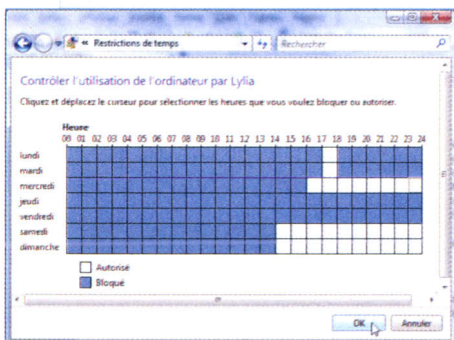 « Restrictions de temps
Rechercher
Contrôler l'utilisation de l'ordinateur par Lylia
Cliquez et déplacez le curseur pour sélectionner les heures que vous voulez bloquer ou autoriser.
Heure
00 01 02 03 04 05 06 07 08 09 10 11 12 13 14 15 16 17 18 19 20 21 22 23 24
lundi
mardi
mercredi
jeudi
vendredi
samedi
dimanche
Autorisé
Bloqué
OK
Annuler